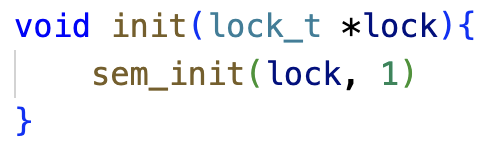 void init(lock_t *lock){
    sem_init(lock, 1)
}